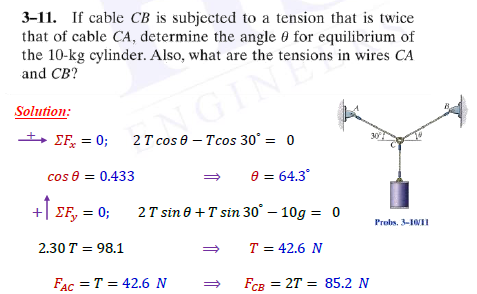 3–11. If cable CB is subjected to a tension that is twice
that of cable CA, determine the angle θ for equilibrium of
the 10-kg cylinder. Also, what are the tensions in wires CA
and CB?
Solution:
+→ ΣFx = 0; 2 T cos θ − T cos 30° = 0
cos θ = 0.433 ⇒ θ = 64.3°
+↑ ΣFy = 0; 2 T sin θ + T sin 30° − 10g = 0
2.30 T = 98.1 ⇒ T = 42.6 N
FAC = T = 42.6 N ⇒ FCB = 2T = 85.2 N
A
B
30°
θ
C
Probs. 3–10/11
ENGINE